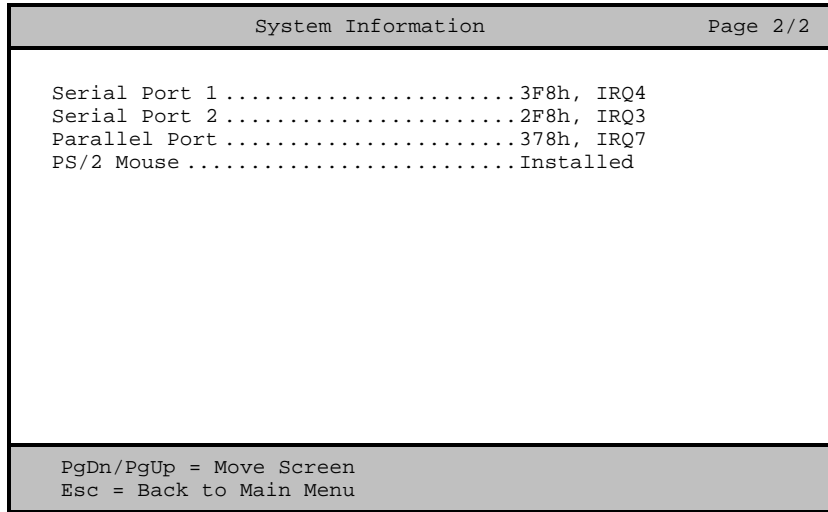 System Information Page 2/2
Serial Port 1.......................3F8h, IRQ4
Serial Port 2.......................2F8h, IRQ3
Parallel Port.......................378h, IRQ7
PS/2 Mouse..........................Installed
PgDn/PgUp = Move Screen
Esc = Back to Main Menu